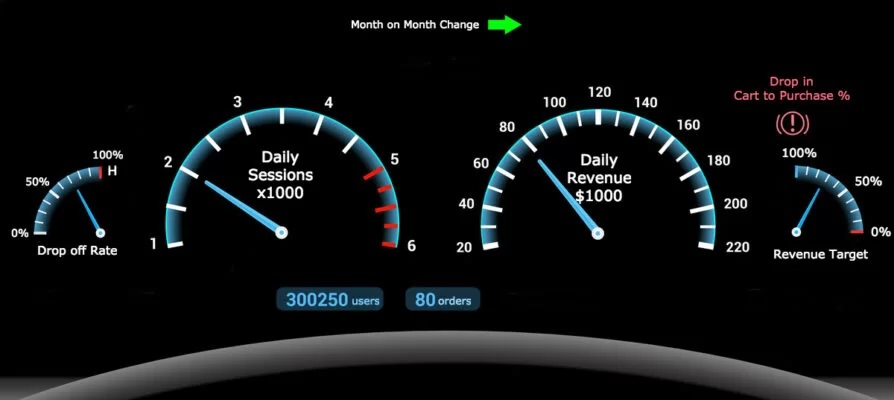 Month on Month Change
Drop in
Cart to Purchase %
100%
H
50%
0%
Drop off Rate
1
2
3
4
5
6
Daily
Sessions
x1000
20
40
60
80
100
120
140
160
180
200
220
Daily
Revenue
$1000
!
100%
50%
0%
Revenue Target
300250 users
80 orders